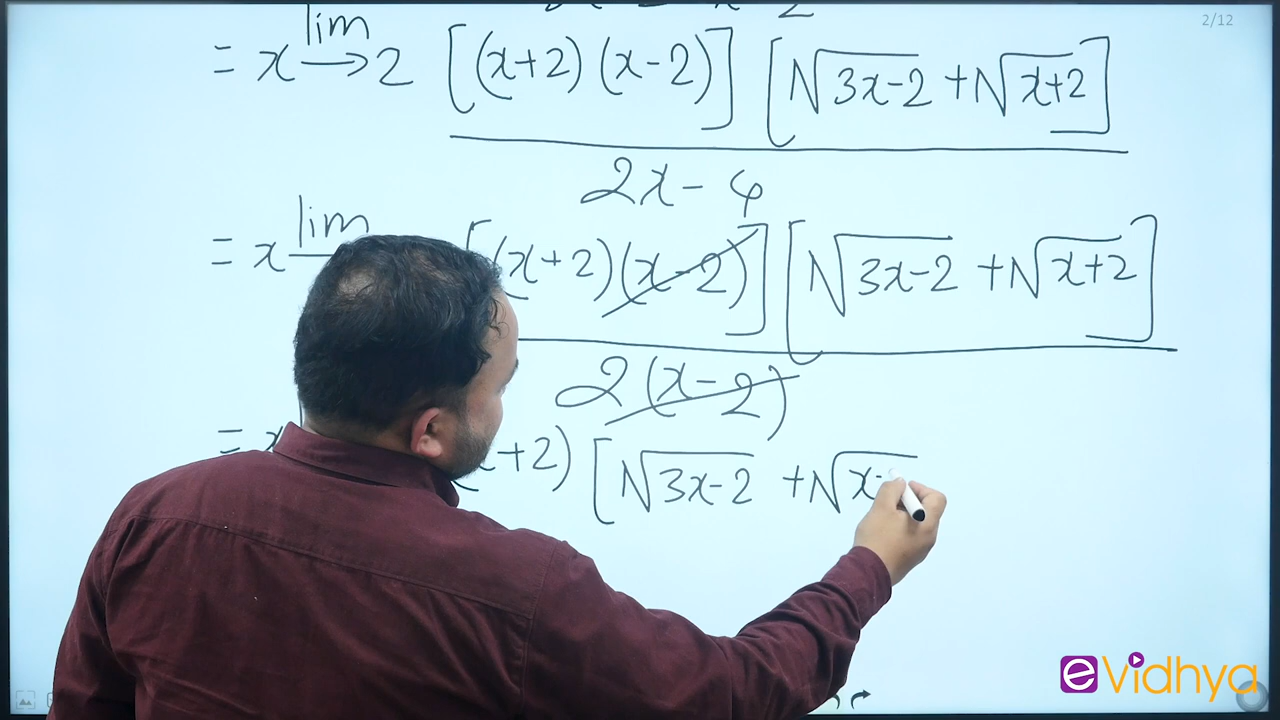 2/12
= lim x→2 [(x+2)(x-2)] [√3x-2 + √x+2]
2x-4
= x lim [(x+2)(x-2)] [√3x-2 + √x+2]
2(x-2)
= x+2) [√3x-2 + √x
eVidhya